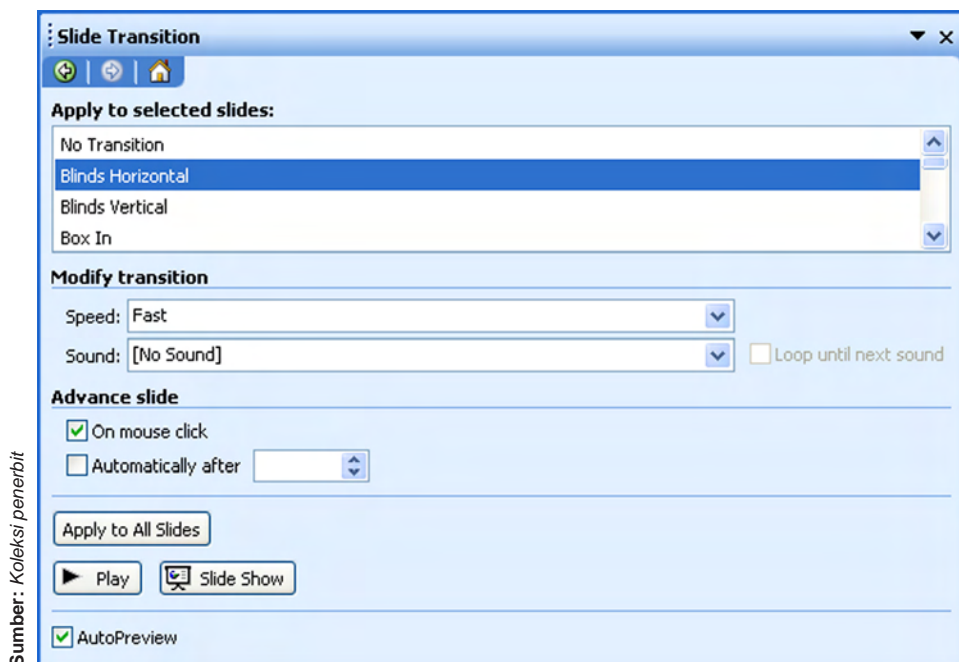 Slide Transition
Apply to selected slides:
No Transition
Blinds Horizontal
Blinds Vertical
Box In
Modify transition
Speed: Fast
Sound: [No Sound] Loop until next sound
Advance slide
On mouse click
Automatically after
Apply to All Slides
Play Slide Show
AutoPreview
Sumber: Koleksi penerbit